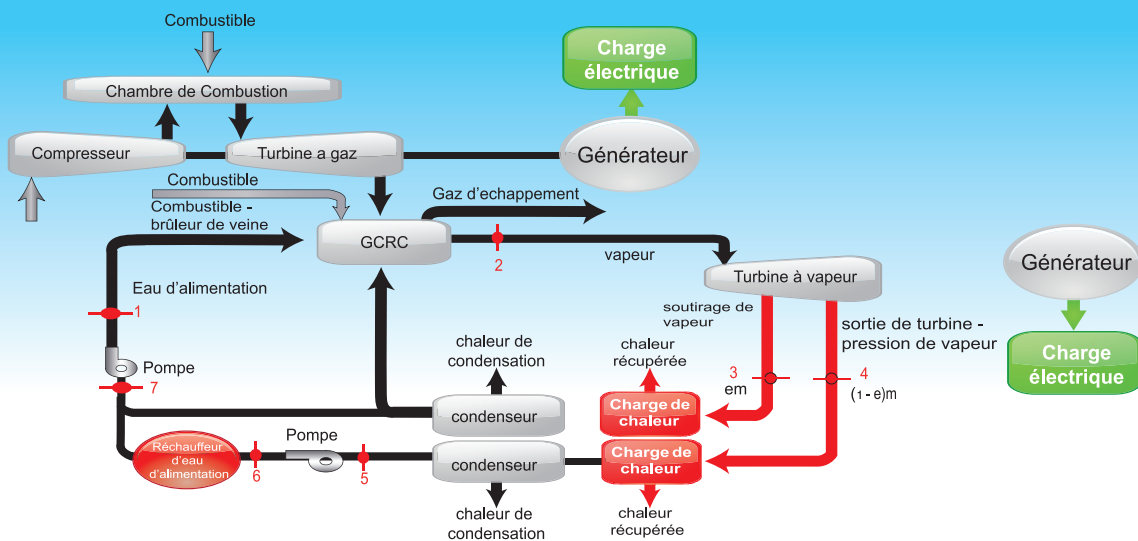 Combustible
Charge
électrique
Chambre de Combustion
Compresseur
Turbine a gaz
Générateur
Combustible
Combustible -
brûleur de veine
Gaz d'echappement
GCRC
2
vapeur
Turbine à vapeur
Générateur
Eau d'alimentation
1
soutirage de
vapeur
sortie de turbine -
pression de vapeur
Charge
électrique
Pompe
7
chaleur de
condensation
chaleur
récupérée
3
em
4
(1 - e)m
condenseur
Charge de
chaleur
Réchauffeur
d'eau
d'alimentation
6
Pompe
5
condenseur
Charge de
chaleur
chaleur de
condensation
chaleur
récupérée